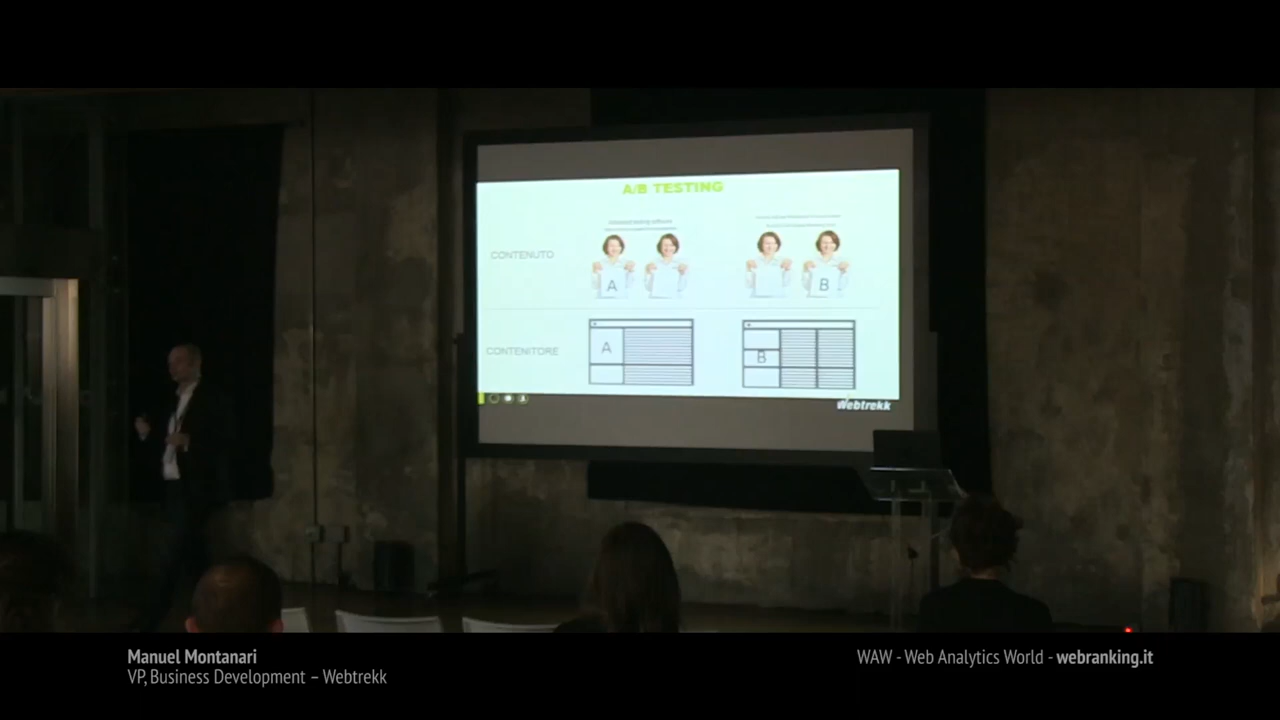 A/B TESTING
CONTENUTO
A
B
CONTENITORE
A
B
Webtrekk
Manuel Montanari
VP, Business Development – Webtrekk
WAW - Web Analytics World - webranking.it